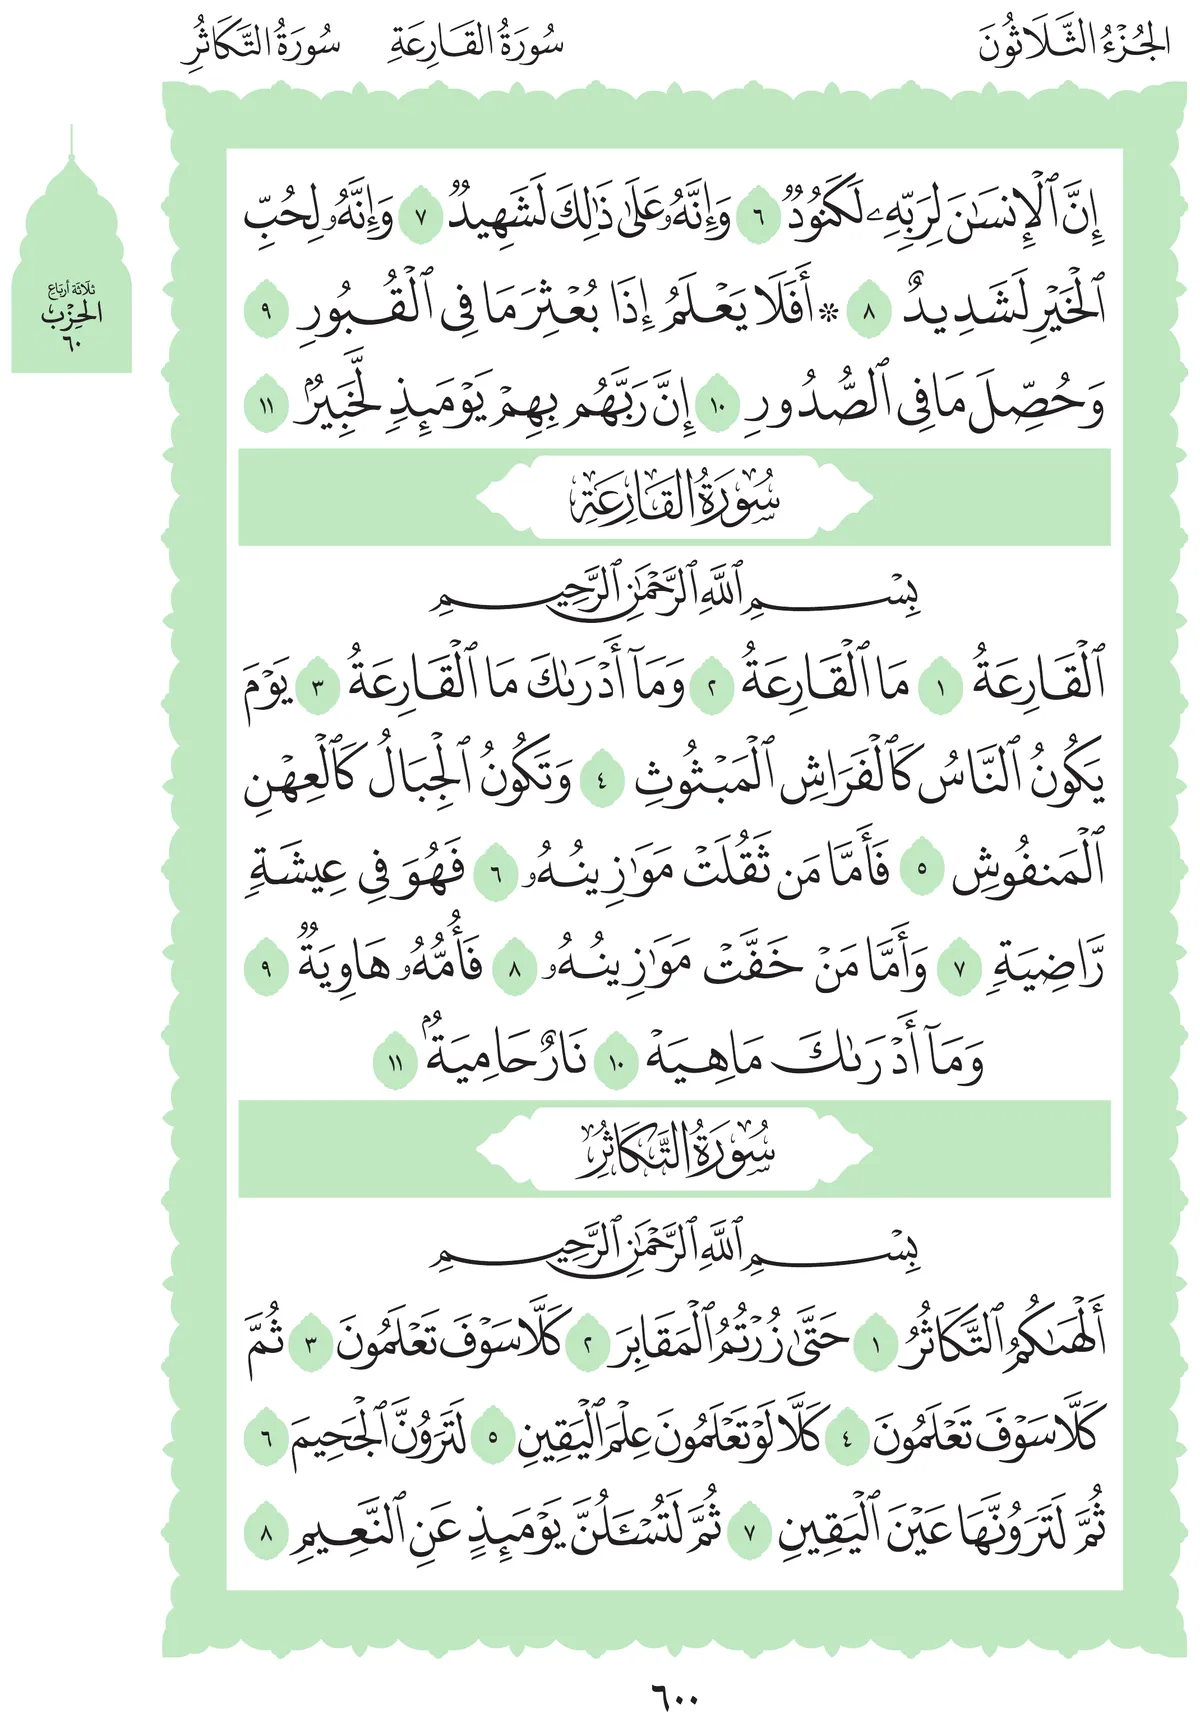 الجُزْءُ الثَّلَاثُونَ سُورَةُ القَارِعَةِ سُورَةُ التَّكَاثُرِ
ثلاثة أرباع
الحِزْب
٦٠
إِنَّ ٱلْإِنسَٰنَ لِرَبِّهِۦ لَكَنُودٌ ٦ وَإِنَّهُۥ عَلَىٰ ذَٰلِكَ لَشَهِيدٌ ٧ وَإِنَّهُۥ لِحُبِّ
ٱلْخَيْرِ لَشَدِيدٌ ٨ * أَفَلَا يَعْلَمُ إِذَا بُعْثِرَ مَا فِي ٱلْقُبُورِ ٩
وَحُصِّلَ مَا فِي ٱلصُّدُورِ ١٠ إِنَّ رَبَّهُم بِهِمْ يَوْمَئِذٍ لَّخَبِيرٌۢ ١١
سُورَةُ القَارِعَةِ
بِسْمِ ٱللَّهِ ٱلرَّحْمَٰنِ ٱلرَّحِيمِ
ٱلْقَارِعَةُ ١ مَا ٱلْقَارِعَةُ ٢ وَمَآ أَدْرَىٰكَ مَا ٱلْقَارِعَةُ ٣ يَوْمَ
يَكُونُ ٱلنَّاسُ كَٱلْفَرَاشِ ٱلْمَبْثُوثِ ٤ وَتَكُونُ ٱلْجِبَالُ كَٱلْعِهْنِ
ٱلْمَنفُوشِ ٥ فَأَمَّا مَن ثَقُلَتْ مَوَٰزِينُهُۥ ٦ فَهُوَ فِي عِيشَةٍ
رَّاضِيَةٍ ٧ وَأَمَّا مَنْ خَفَّتْ مَوَٰزِينُهُۥ ٨ فَأُمُّهُۥ هَاوِيَةٌ ٩
وَمَآ أَدْرَىٰكَ مَا هِيَهْ ١٠ نَارٌ حَامِيَةٌۢ ١١
سُورَةُ التَّكَاثُرِ
بِسْمِ ٱللَّهِ ٱلرَّحْمَٰنِ ٱلرَّحِيمِ
أَلْهَىٰكُمُ ٱلتَّكَاثُرُ ١ حَتَّىٰ زُرْتُمُ ٱلْمَقَابِرَ ٢ كَلَّا سَوْفَ تَعْلَمُونَ ٣ ثُمَّ
كَلَّا سَوْفَ تَعْلَمُونَ ٤ كَلَّا لَوْ تَعْلَمُونَ عِلْمَ ٱلْيَقِينِ ٥ لَتَرَوُنَّ ٱلْجَحِيمَ ٦
ثُمَّ لَتَرَوُنَّهَا عَيْنَ ٱلْيَقِينِ ٧ ثُمَّ لَتُسْـَٔلُنَّ يَوْمَئِذٍ عَنِ ٱلنَّعِيمِ ٨
٦٠٠